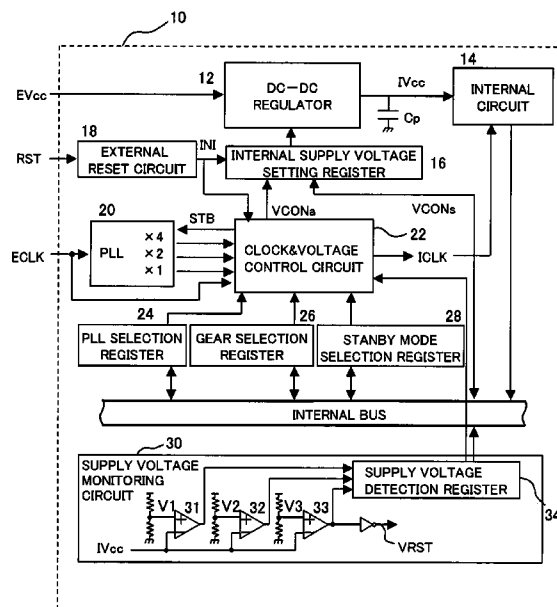 10
EVcc
12
DC-DC
REGULATOR
IVcc
Cp
14
INTERNAL
CIRCUIT
RST
18
EXTERNAL
RESET CIRCUIT
INI
INTERNAL SUPPLY VOLTAGE
SETTING REGISTER
16
VCONa
VCONs
20
ECLK
PLL
×4
×2
×1
STB
CLOCK&VOLTAGE
CONTROL CIRCUIT
22
ICLK
24
PLL SELECTION
REGISTER
26
GEAR SELECTION
REGISTER
28
STANBY MODE
SELECTION REGISTER
INTERNAL BUS
30
SUPPLY VOLTAGE
MONITORING
CIRCUIT
SUPPLY VOLTAGE
DETECTION REGISTER
34
V1
31
V2
32
V3
33
IVcc
VRST